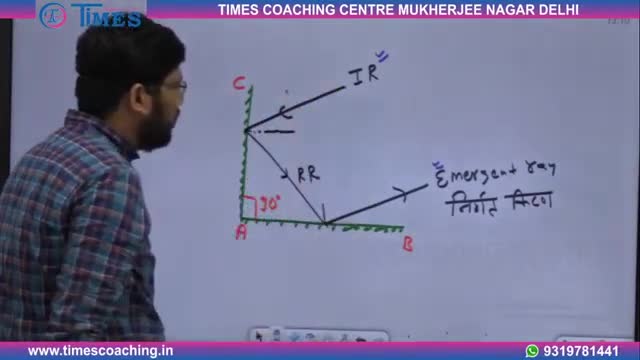 TIMES
TIMES COACHING CENTRE MUKHERJEE NAGAR DELHI
C
IR
RR
Emergent ray
निर्गत किरण
90°
A
B
www.timescoaching.in
9319781441